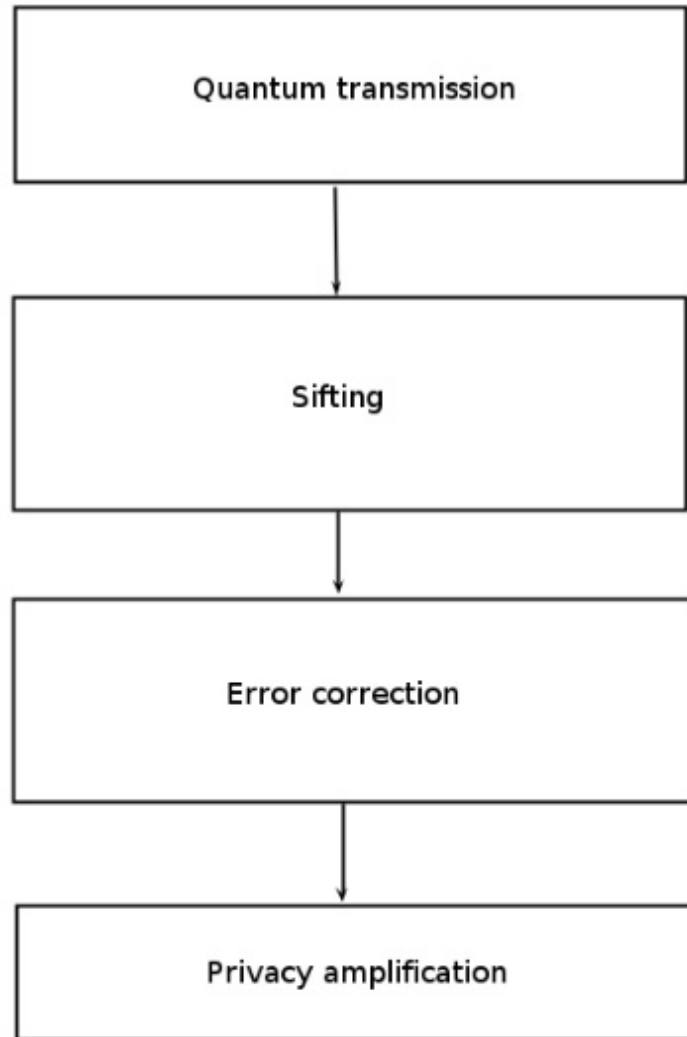 Quantum transmission
Sifting
Error correction
Privacy amplification